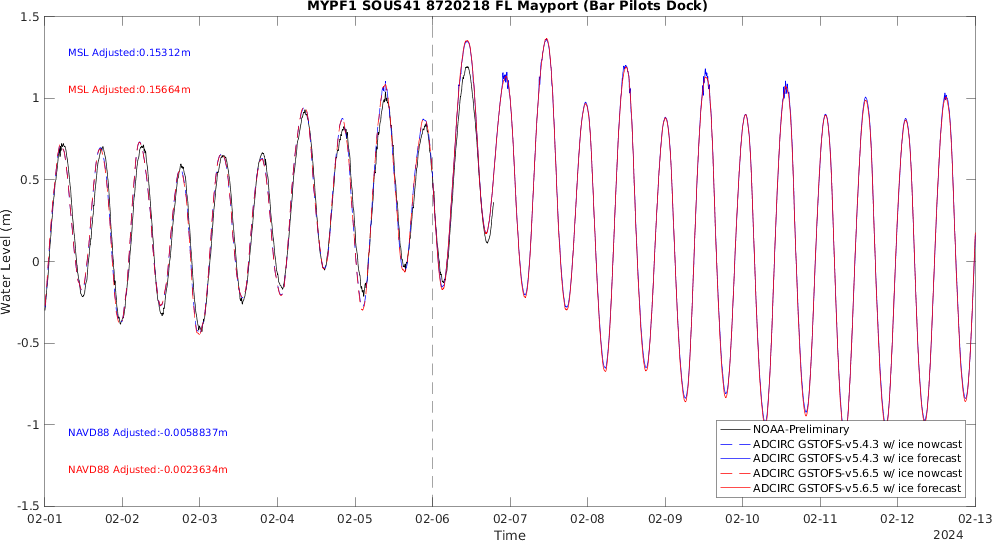 MYPF1 SOUS41 8720218 FL Mayport (Bar Pilots Dock)
Water Level (m)
1.5
1
0.5
0
-0.5
-1
-1.5
MSL Adjusted:0.15312m
MSL Adjusted:0.15664m
NAVD88 Adjusted:-0.0058837m
NAVD88 Adjusted:-0.0023634m
NOAA-Preliminary
ADCIRC GSTOFS-v5.4.3 w/ ice nowcast
ADCIRC GSTOFS-v5.4.3 w/ ice forecast
ADCIRC GSTOFS-v5.6.5 w/ ice nowcast
ADCIRC GSTOFS-v5.6.5 w/ ice forecast
02-01 02-02 02-03 02-04 02-05 02-06 02-07 02-08 02-09 02-10 02-11 02-12 02-13
Time
2024